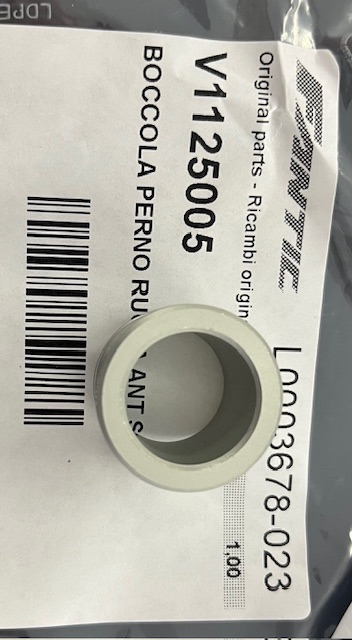 FANTIC
Original parts - Ricambi origin
V1125005
L0003678-023
BOCCOLA PERNO RU A ANT S
1,00
LDPE